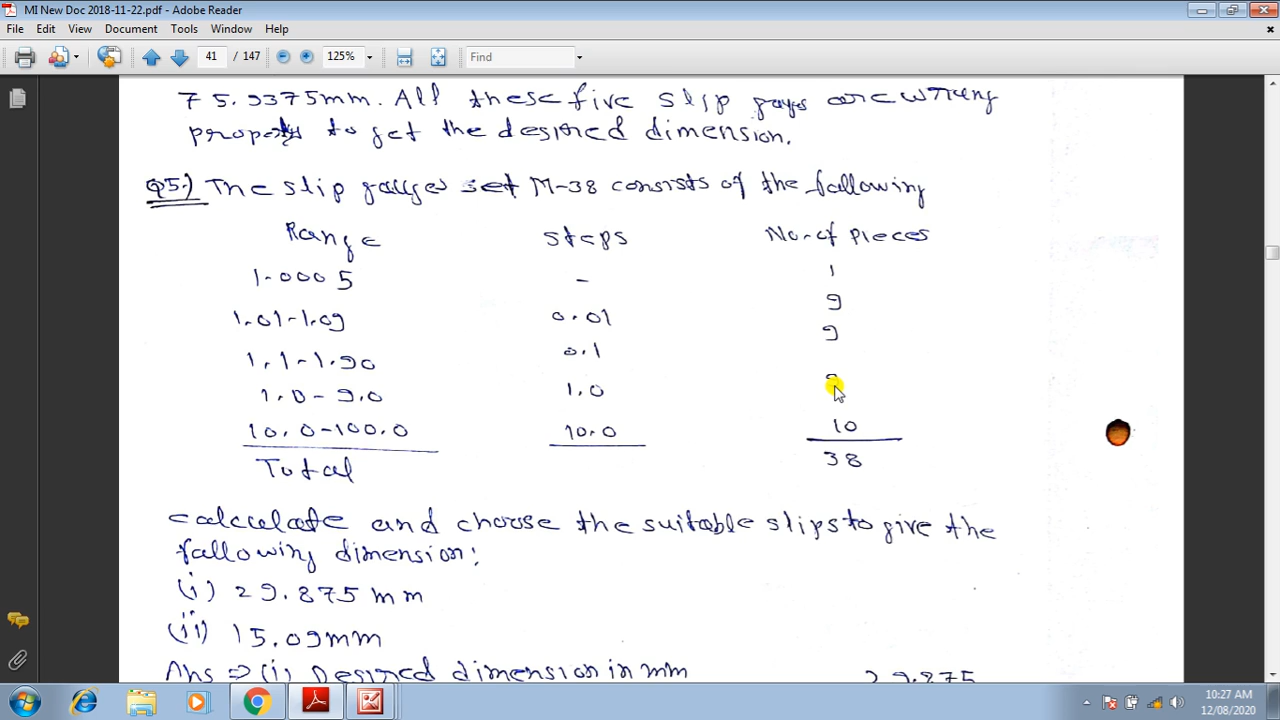 MI New Doc 2018-11-22.pdf - Adobe Reader
File Edit View Document Tools Window Help
41 / 147 125% Find
75.9375mm. All these five slip gauges are wrung
properly to get the desired dimension.
Q5.) The slip gauges set M-38 consists of the following
Range Steps No. of pieces
1.0005 - 1
1.01-1.09 0.01 9
1.1-1.90 0.1 9
1.0-9.0 1.0
10.0-100.0 10.0 10
Total 38
calculate and choose the suitable slips to give the
following dimension:
(i) 29.875 mm
(ii) 15.09mm
Ans ⇒ (i) Desired dimension in mm 29.875
10:27 AM
12/08/2020